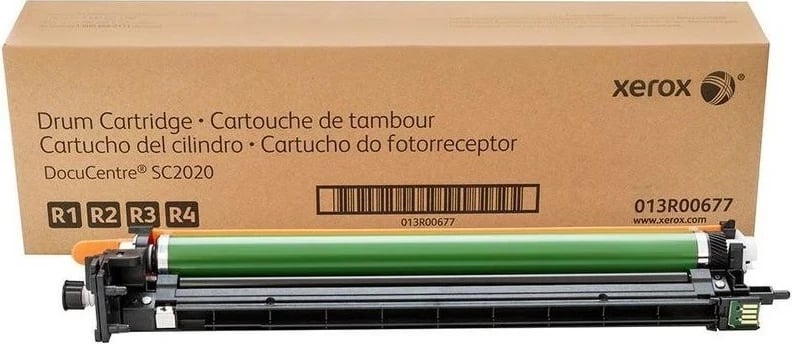 xerox
Drum Cartridge • Cartouche de tambour
Cartucho del cilindro • Cartucho do fotorreceptor
DocuCentre® SC2020
R1 R2 R3 R4
013R00677
013R00677
www.xerox.com